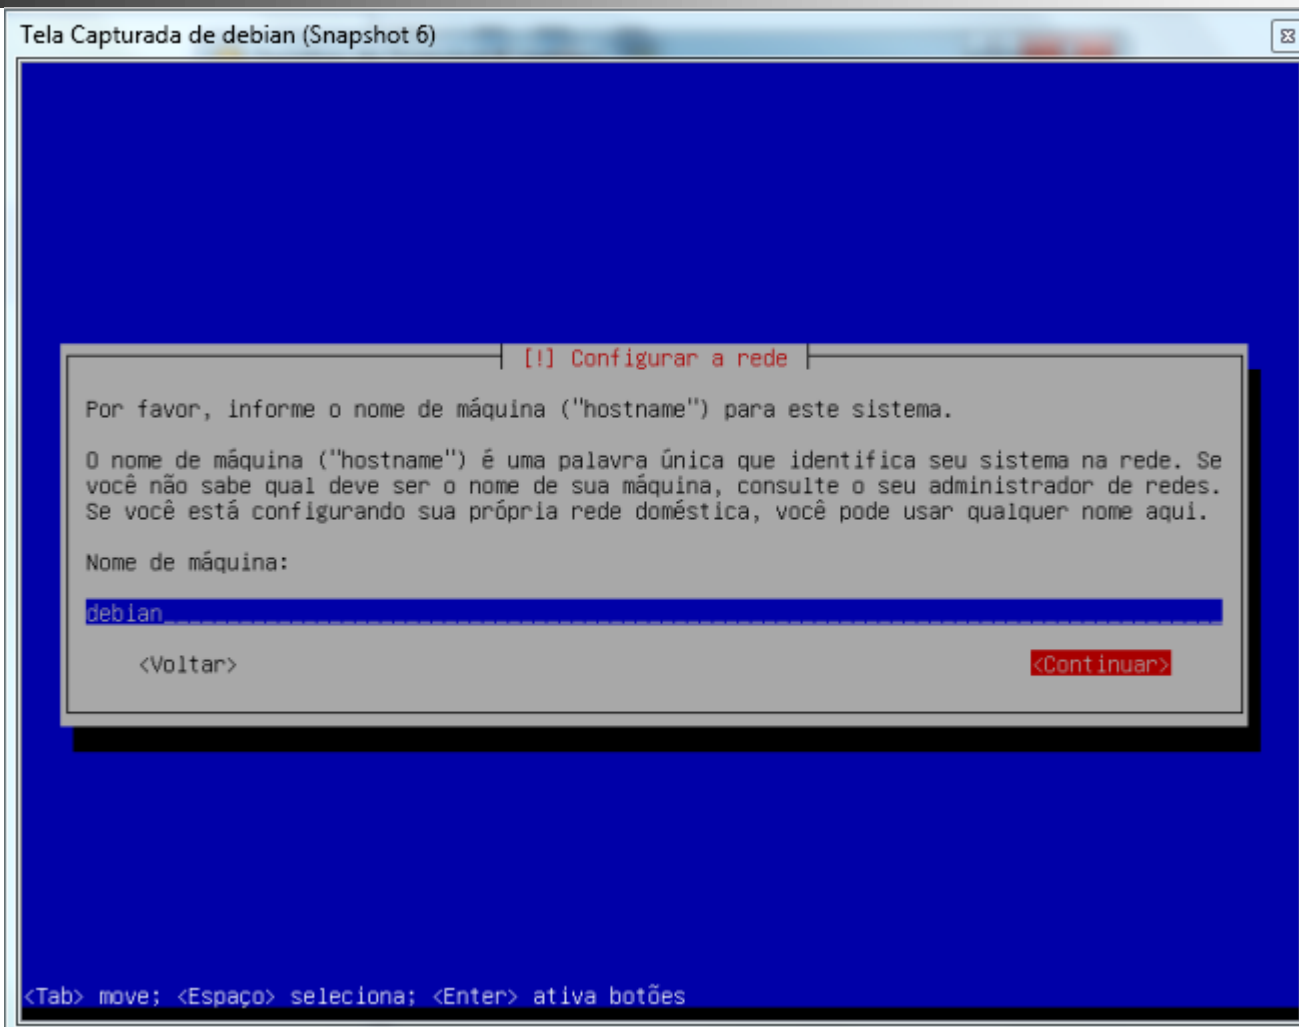 Tela Capturada de debian (Snapshot 6)
[!] Configurar a rede
Por favor, informe o nome de máquina ("hostname") para este sistema.
O nome de máquina ("hostname") é uma palavra única que identifica seu sistema na rede. Se
você não sabe qual deve ser o nome de sua máquina, consulte o seu administrador de redes.
Se você está configurando sua própria rede doméstica, você pode usar qualquer nome aqui.
Nome de máquina:
debian
<Voltar> <Continuar>
<Tab> move; <Espaço> seleciona; <Enter> ativa botões